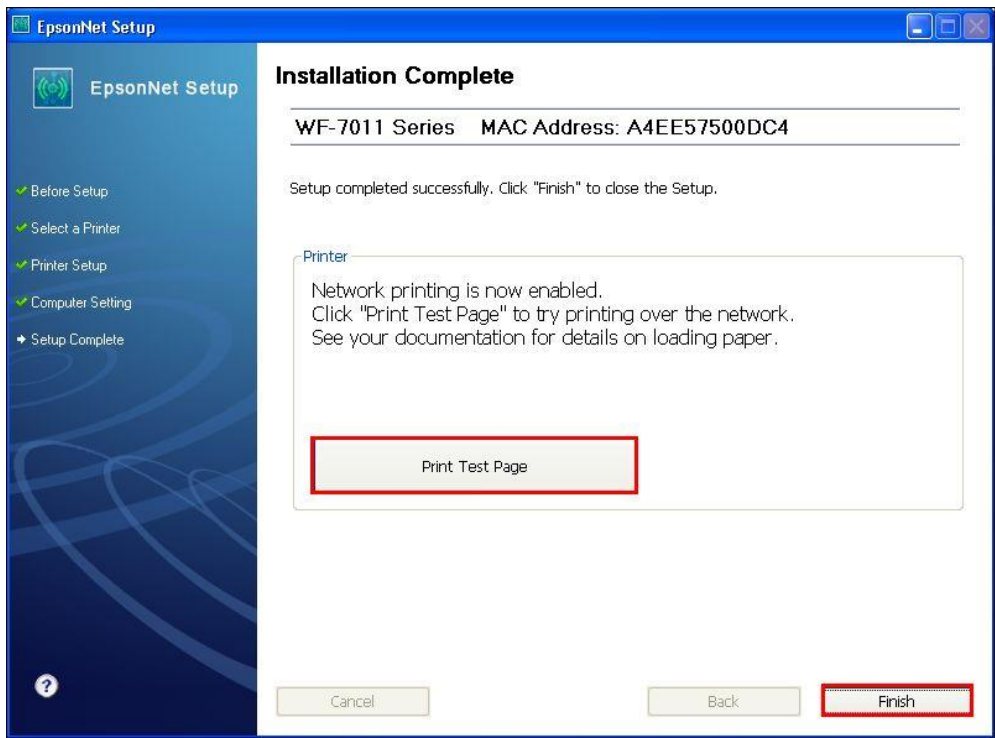 EpsonNet Setup
EpsonNet Setup
Before Setup
Select a Printer
Printer Setup
Computer Setting
Setup Complete
Installation Complete
WF-7011 Series MAC Address: A4EE57500DC4
Setup completed successfully. Click "Finish" to close the Setup.
Printer
Network printing is now enabled.
Click "Print Test Page" to try printing over the network.
See your documentation for details on loading paper.
Print Test Page
?
Cancel
Back
Finish